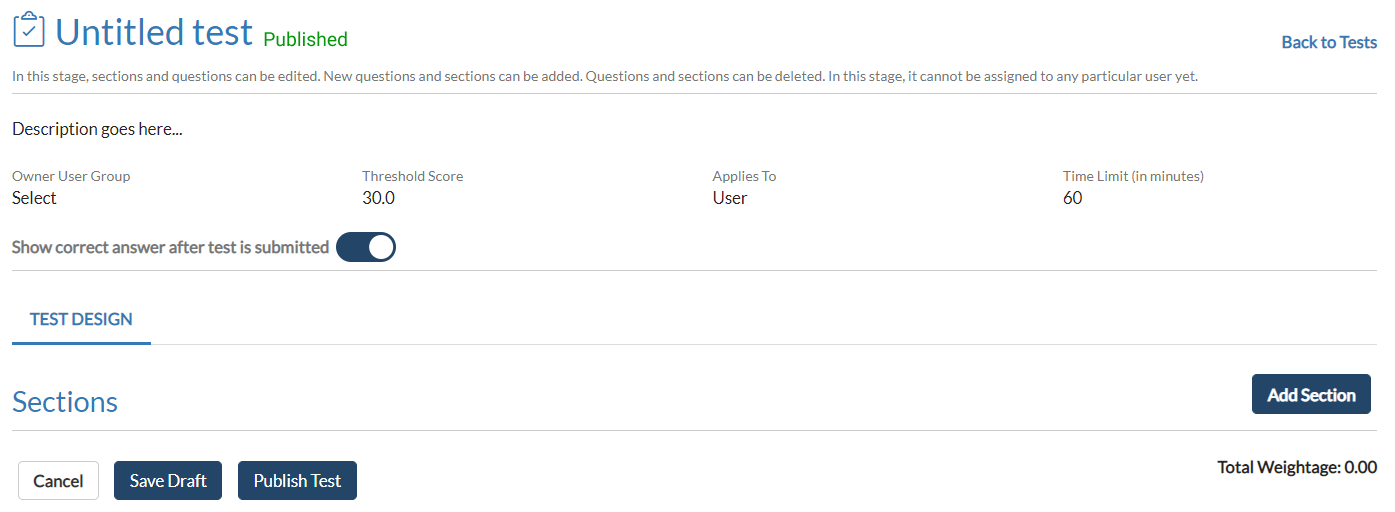 Untitled test Published
Back to Tests
In this stage, sections and questions can be edited. New questions and sections can be added. Questions and sections can be deleted. In this stage, it cannot be assigned to any particular user yet.
Description goes here...
Owner User Group Threshold Score Applies To Time Limit (in minutes)
Select 30.0 User 60
Show correct answer after test is submitted
TEST DESIGN
Sections
Add Section
Cancel Save Draft Publish Test
Total Weightage: 0.00